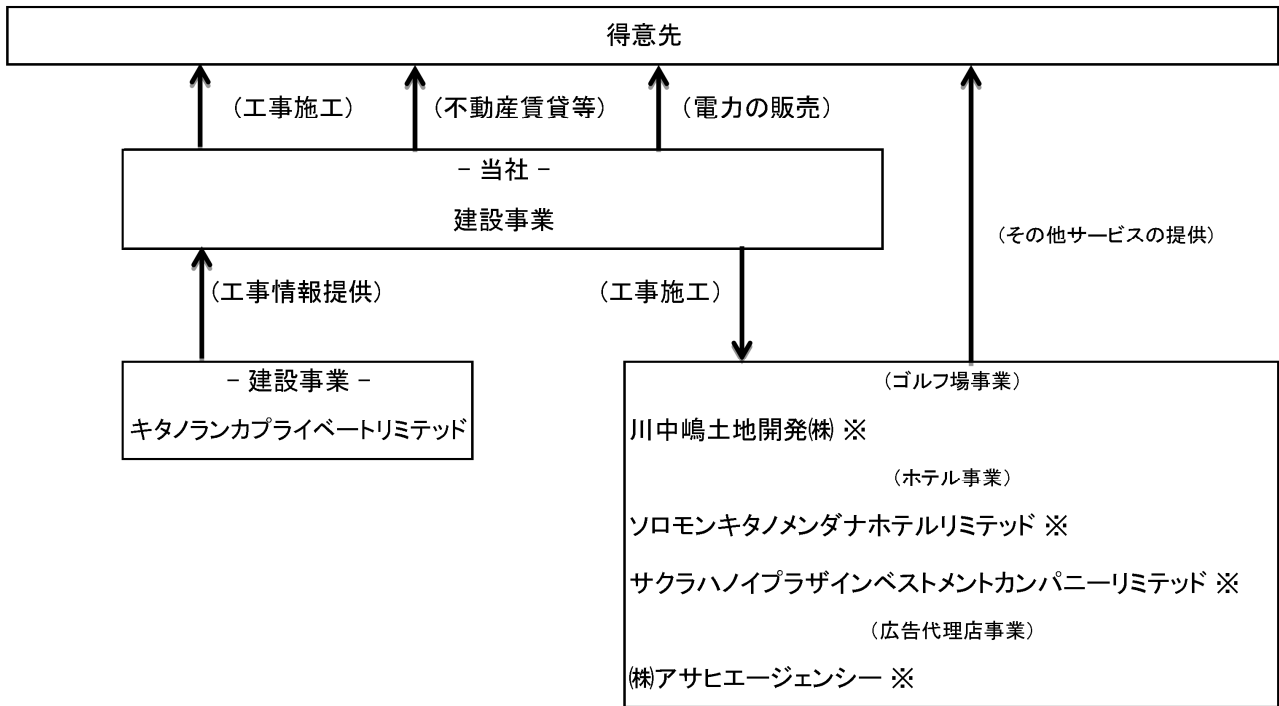 得意先
(工事施工)
(不動産賃貸等)
(電力の販売)
- 当社 -
建設事業
(その他サービスの提供)
(工事情報提供)
(工事施工)
- 建設事業 -
キタノランカプライベートリミテッド
(ゴルフ場事業)
川中嶋土地開発㈱ ※
(ホテル事業)
ソロモンキタノメンダナホテルリミテッド ※
サクラハノイプラザインベストメントカンパニーリミテッド ※
(広告代理店事業)
㈱アサヒエージェンシー ※